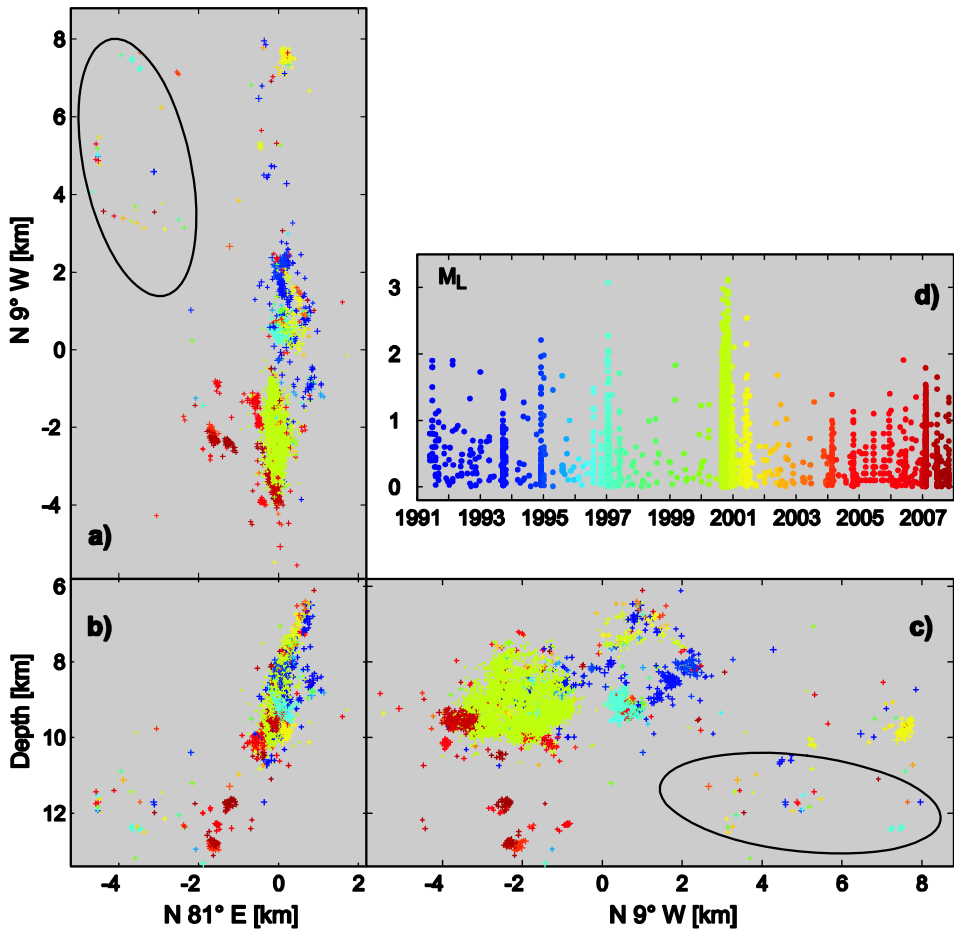 8
6
4
2
0
-2
-4
N 9° W [km]
a)
M_L
d)
3
2
1
0
1991 1993 1995 1997 1999 2001 2003 2005 2007
6
8
10
12
Depth [km]
b)
c)
-4 -2 0 2
-4 -2 0 2 4 6 8
N 81° E [km]
N 9° W [km]